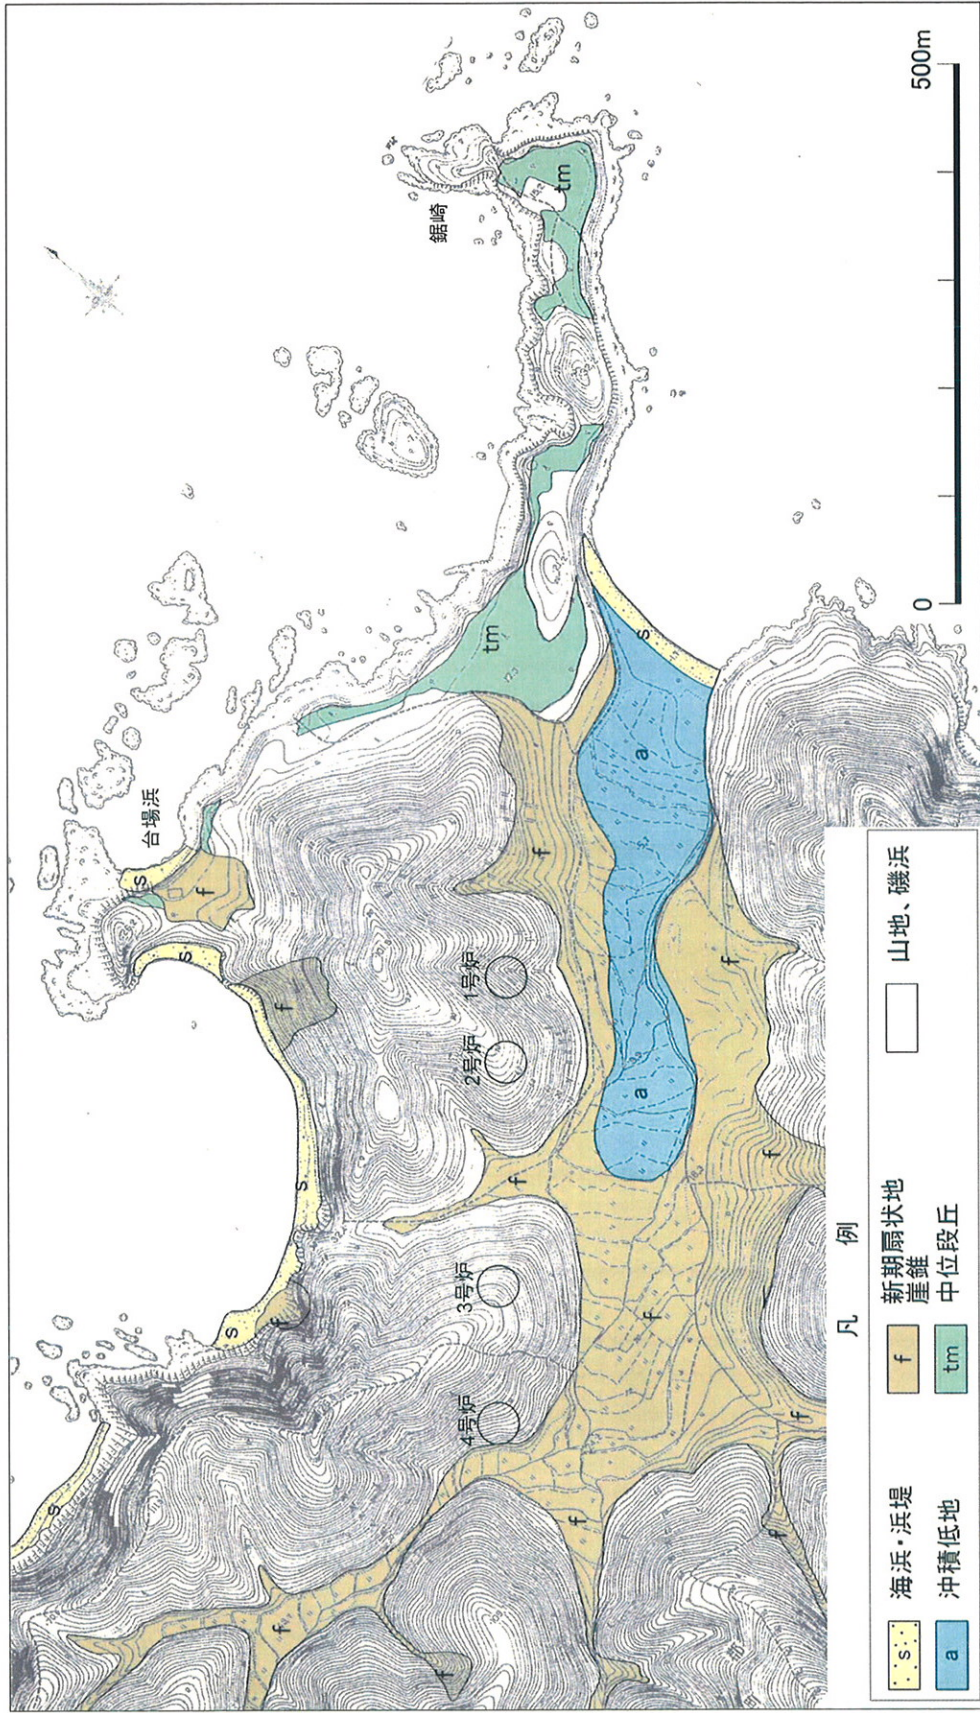 鋸崎
台場浜
tm
tm
s
f
s
f
s
f
s
s
1号炉
2号炉
3号炉
4号炉
f
f
a
s
a
f
f
f
f
f
f
f
f
0
500m
凡 例
s
海浜・浜堤
f
新期扇状地
崖錐
山地、磯浜
a
沖積低地
tm
中位段丘